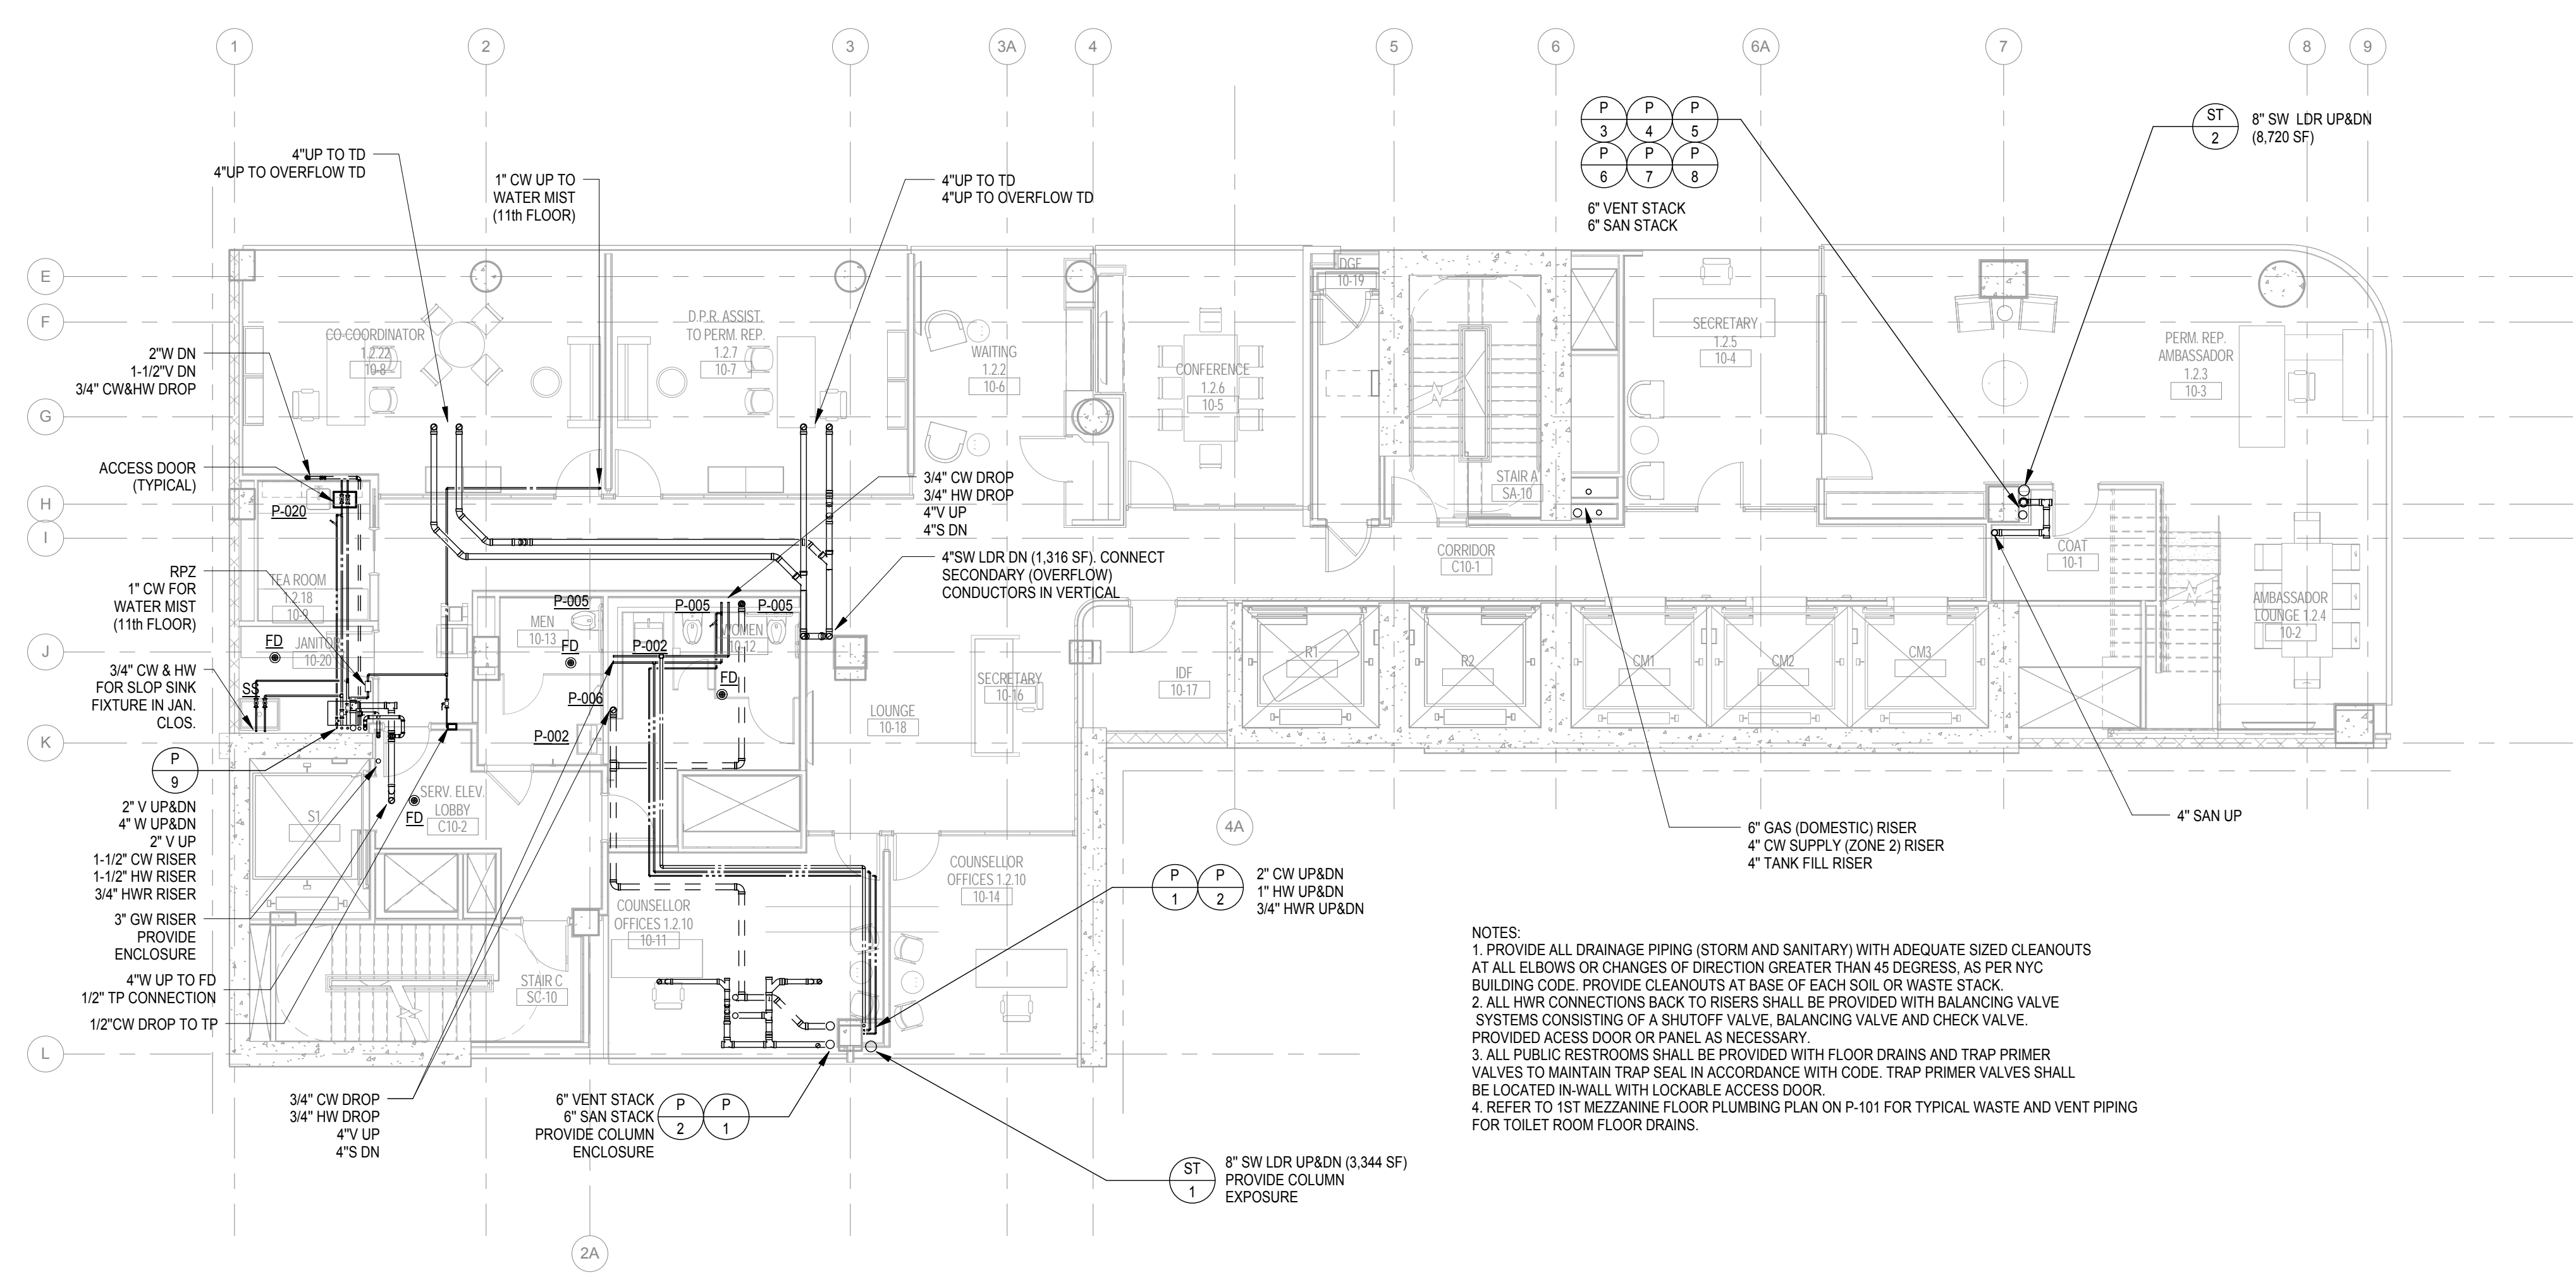 1
2
3
3A
4
5
6
6A
7
8
9
E
F
G
H
I
J
K
L
2A
4A
4"UP TO TD
4"UP TO OVERFLOW TD
1" CW UP TO
WATER MIST
(11th FLOOR)
4"UP TO TD
4"UP TO OVERFLOW TD
P
3
P
4
P
5
P
6
P
7
P
8
6" VENT STACK
6" SAN STACK
ST
2
8" SW LDR UP&DN
(8,720 SF)
2"W DN
1-1/2"V DN
3/4" CW&HW DROP
ACCESS DOOR
(TYPICAL)
P-020
RPZ
1" CW FOR
WATER MIST
(11th FLOOR)
3/4" CW & HW
FOR SLOP SINK
FIXTURE IN JAN.
CLOS.
P
9
2" V UP&DN
4" W UP&DN
2" V UP
1-1/2" CW RISER
1-1/2" HW RISER
3/4" HWR RISER
3" GW RISER
PROVIDE
ENCLOSURE
4"W UP TO FD
1/2" TP CONNECTION
1/2"CW DROP TO TP
3/4" CW DROP
3/4" HW DROP
4"V UP
4"S DN
3/4" CW DROP
3/4" HW DROP
4"V UP
4"S DN
4"SW LDR DN (1,316 SF). CONNECT
SECONDARY (OVERFLOW)
CONDUCTORS IN VERTICAL
CO-COORDINATOR
1.2.22
10-8
D.P.R. ASSIST.
TO PERM. REP.
1.2.7
10-7
WAITING
1.2.2
10-6
CONFERENCE
1.2.6
10-5
DGF
10-19
STAIR A
SA-10
SECRETARY
1.2.5
10-4
PERM. REP.
AMBASSADOR
1.2.3
10-3
COAT
10-1
AMBASSADOR
LOUNGE 1.2.4
10-2
CORRIDOR
C10-1
TEA ROOM
1.2.18
10-9
FD
JANITOR
10-20
SS
MEN
10-13
P-005
FD
P-006
P-002
P-005
P-005
P-002
WOMEN
10-12
FD
SECRETARY
10-16
LOUNGE
10-18
IDF
10-17
R1
R2
CM1
CM2
CM3
S1
SERV. ELEV.
LOBBY
C10-2
FD
STAIR C
SC-10
COUNSELLOR
OFFICES 1.2.10
10-11
COUNSELLOR
OFFICES 1.2.10
10-14
4" SAN UP
6" GAS (DOMESTIC) RISER
4" CW SUPPLY (ZONE 2) RISER
4" TANK FILL RISER
P
1
P
2
2" CW UP&DN
1" HW UP&DN
3/4" HWR UP&DN
6" VENT STACK
6" SAN STACK
PROVIDE COLUMN
ENCLOSURE
P
2
P
1
ST
1
8" SW LDR UP&DN (3,344 SF)
PROVIDE COLUMN
EXPOSURE
NOTES:
1. PROVIDE ALL DRAINAGE PIPING (STORM AND SANITARY) WITH ADEQUATE SIZED CLEANOUTS
AT ALL ELBOWS OR CHANGES OF DIRECTION GREATER THAN 45 DEGRESS, AS PER NYC
BUILDING CODE. PROVIDE CLEANOUTS AT BASE OF EACH SOIL OR WASTE STACK.
2. ALL HWR CONNECTIONS BACK TO RISERS SHALL BE PROVIDED WITH BALANCING VALVE
SYSTEMS CONSISTING OF A SHUTOFF VALVE, BALANCING VALVE AND CHECK VALVE.
PROVIDED ACESS DOOR OR PANEL AS NECESSARY.
3. ALL PUBLIC RESTROOMS SHALL BE PROVIDED WITH FLOOR DRAINS AND TRAP PRIMER
VALVES TO MAINTAIN TRAP SEAL IN ACCORDANCE WITH CODE. TRAP PRIMER VALVES SHALL
BE LOCATED IN-WALL WITH LOCKABLE ACCESS DOOR.
4. REFER TO 1ST MEZZANINE FLOOR PLUMBING PLAN ON P-101 FOR TYPICAL WASTE AND VENT PIPING
FOR TOILET ROOM FLOOR DRAINS.